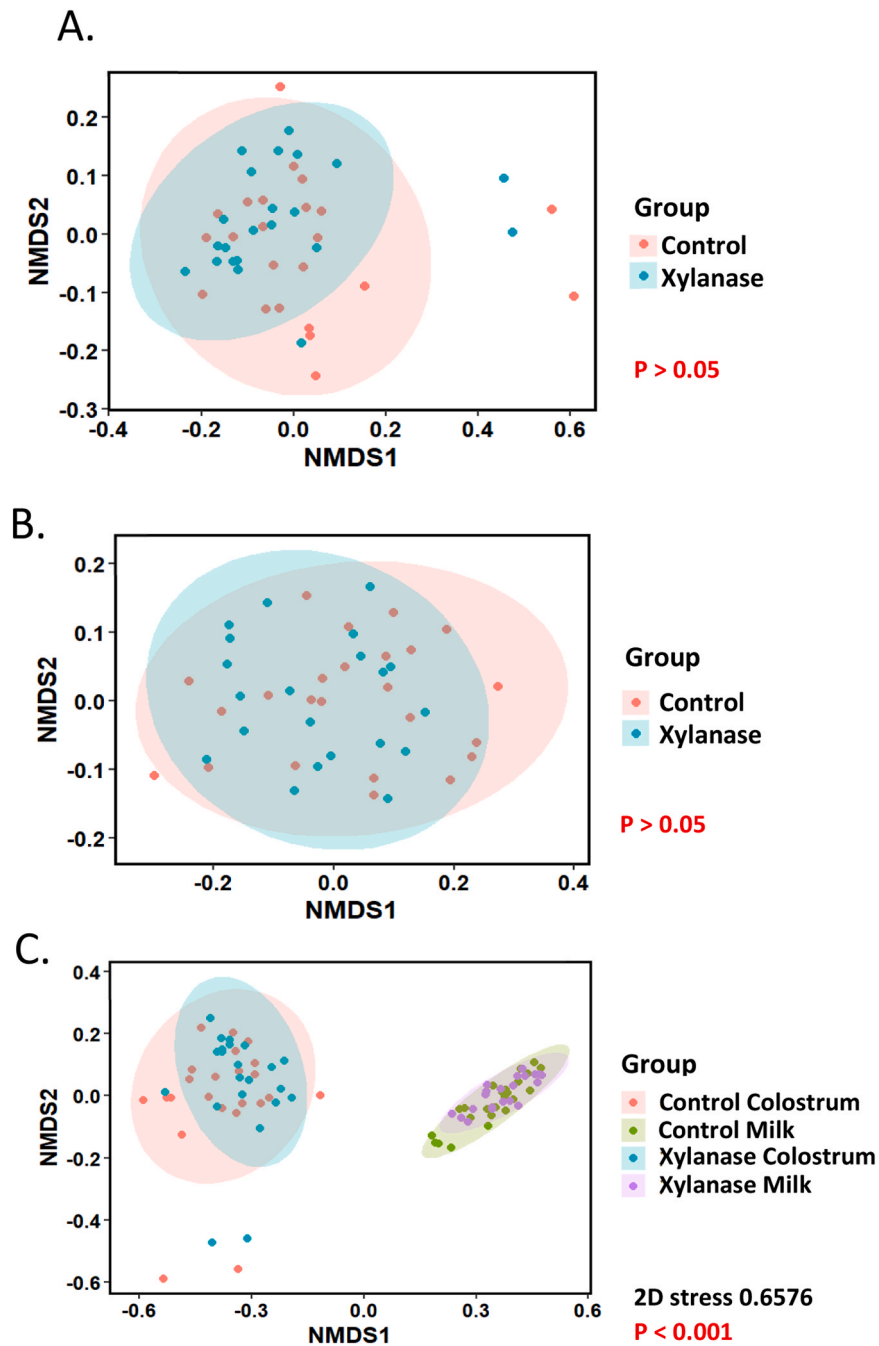 A.
0.2
0.1
0.0
-0.1
-0.2
-0.3
NMDS2
-0.4 -0.2 0.0 0.2 0.4 0.6
NMDS1
Group
Control
Xylanase
P > 0.05
B.
0.2
0.1
0.0
-0.1
-0.2
NMDS2
-0.2 0.0 0.2 0.4
NMDS1
Group
Control
Xylanase
P > 0.05
C.
0.4
0.2
0.0
-0.2
-0.4
-0.6
NMDS2
-0.6 -0.3 0.0 0.3 0.6
NMDS1
Group
Control Colostrum
Control Milk
Xylanase Colostrum
Xylanase Milk
2D stress 0.6576
P < 0.001